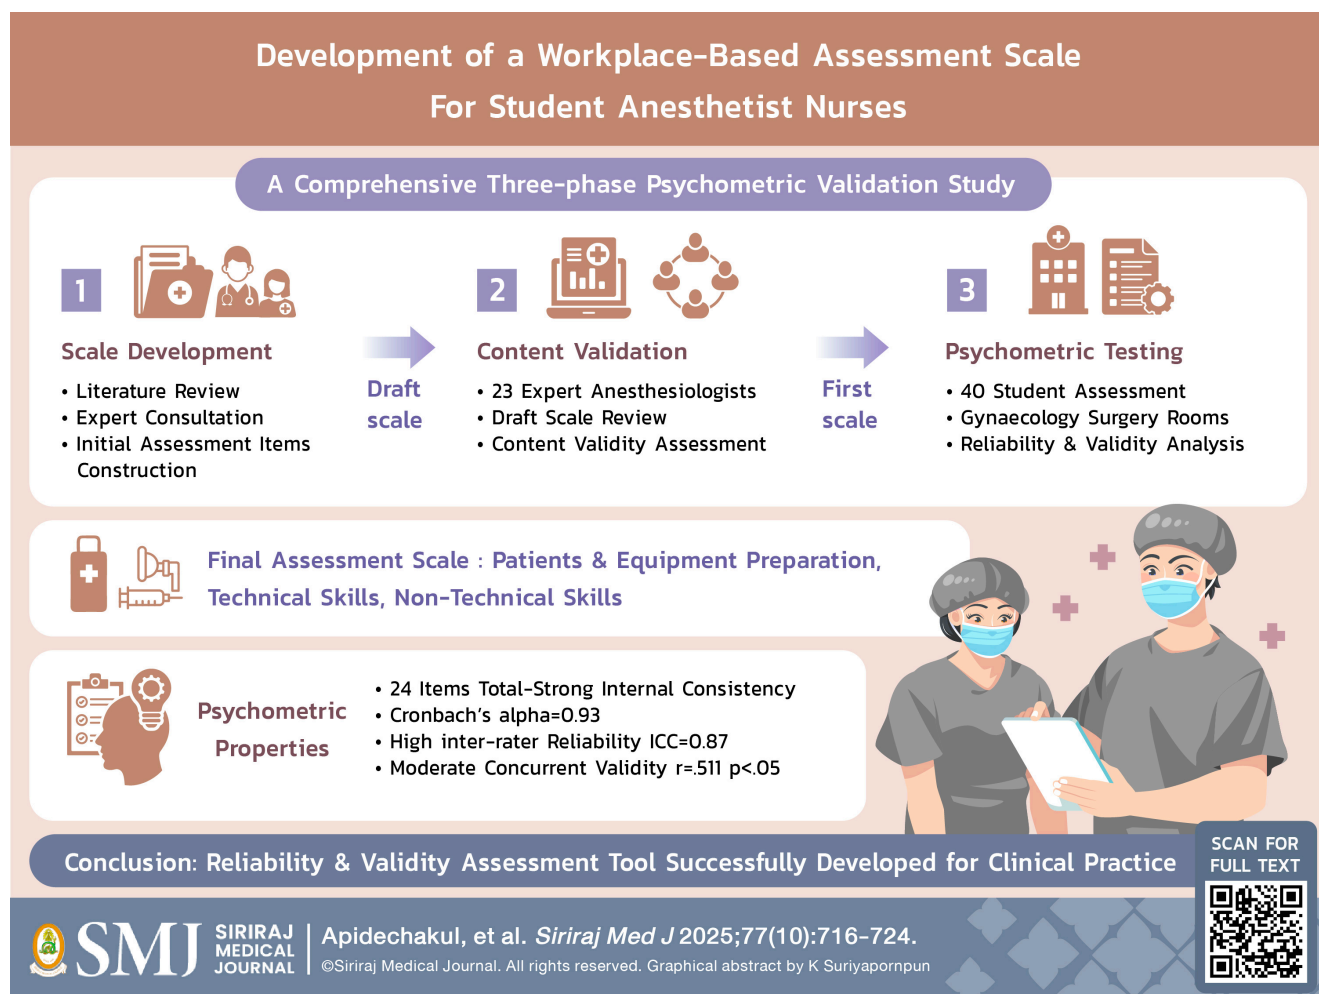 Development of a Workplace-Based Assessment Scale
For Student Anesthetist Nurses
A Comprehensive Three-phase Psychometric Validation Study
1
Scale Development
• Literature Review
• Expert Consultation
• Initial Assessment Items
Construction
Draft
scale
2
Content Validation
• 23 Expert Anesthesiologists
• Draft Scale Review
• Content Validity Assessment
First
scale
3
Psychometric Testing
• 40 Student Assessment
• Gynaecology Surgery Rooms
• Reliability & Validity Analysis
Final Assessment Scale : Patients & Equipment Preparation,
Technical Skills, Non-Technical Skills
Psychometric
Properties
• 24 Items Total-Strong Internal Consistency
• Cronbach's alpha=0.93
• High inter-rater Reliability ICC=0.87
• Moderate Concurrent Validity r=.511 p<.05
Conclusion: Reliability & Validity Assessment Tool Successfully Developed for Clinical Practice
SCAN FOR
FULL TEXT
SMJ
SIRIRAJ
MEDICAL
JOURNAL
Apidechakul, et al. Siriraj Med J 2025;77(10):716-724.
©Siriraj Medical Journal. All rights reserved. Graphical abstract by K Suriyapornpun